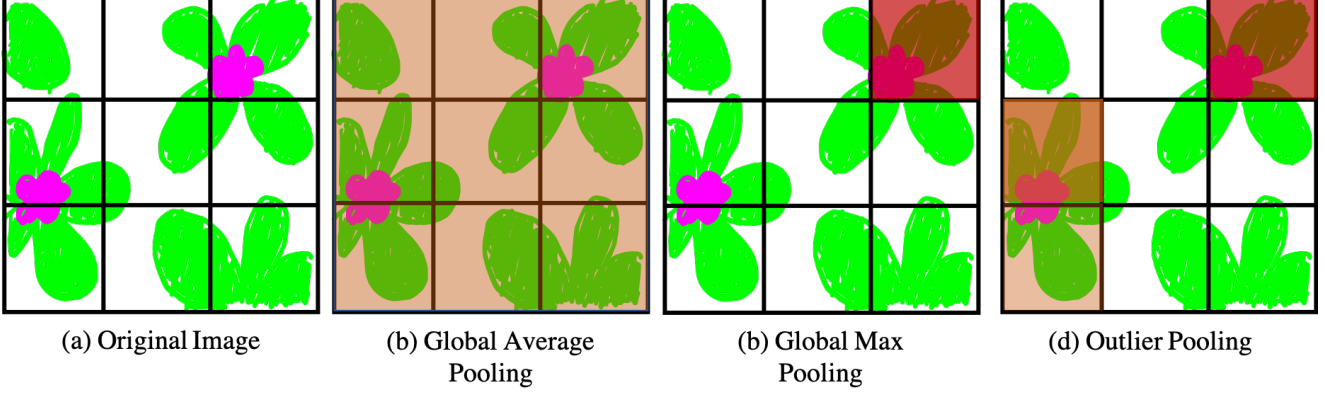 (a) Original Image
(b) Global Average
Pooling
(b) Global Max
Pooling
(d) Outlier Pooling